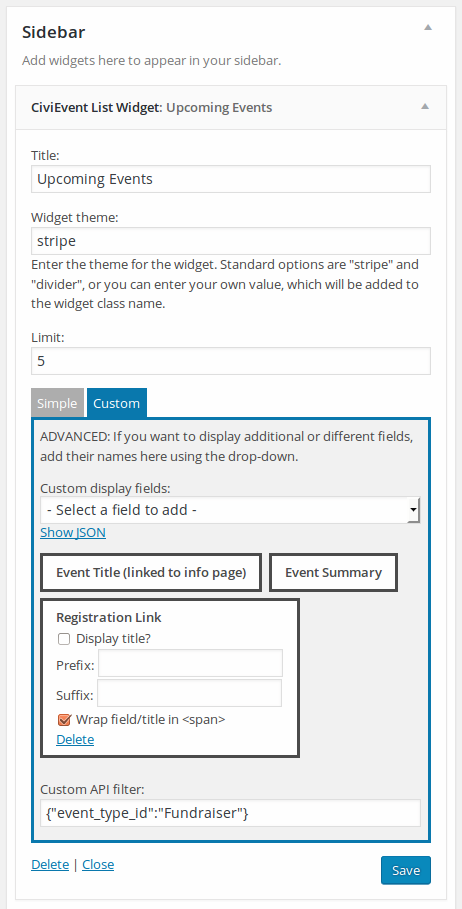 Sidebar
Add widgets here to appear in your sidebar.
CiviEvent List Widget: Upcoming Events
Title:
Upcoming Events
Widget theme:
stripe
Enter the theme for the widget. Standard options are "stripe" and
"divider", or you can enter your own value, which will be added to
the widget class name.
Limit:
5
Simple Custom
ADVANCED: If you want to display additional or different fields,
add their names here using the drop-down.
Custom display fields:
- Select a field to add -
Show JSON
Event Title (linked to info page) Event Summary
Registration Link
Display title?
Prefix:
Suffix:
Wrap field/title in <span>
Delete
Custom API filter:
{"event_type_id":"Fundraiser"}
Delete | Close Save